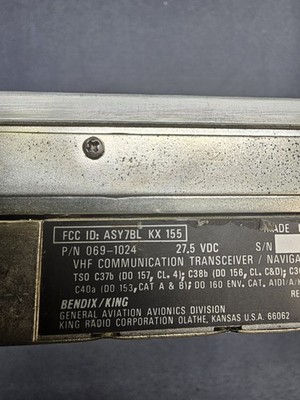 FCC ID: ASY7BL KX 155
MADE
P/N 069-1024 27.5 VDC S/N
VHF COMMUNICATION TRANSCEIVER /
TSO C37b (DO 157, CL. 4); C38b (DO 156, CL. C&D);
C40a (DO 153, CAT A & B); DO 160 ENV. CAT.
BENDIX/KING
GENERAL AVIATION AVIONICS DIVISION
KING RADIO CORPORATION OLATHE, KANSAS U.S.A. 66062